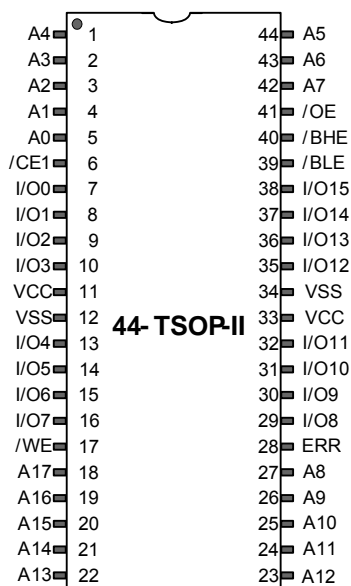 A4 1 44 A5
A3 2 43 A6
A2 3 42 A7
A1 4 41 /OE
A0 5 40 /BHE
/CE1 6 39 /BLE
I/O0 7 38 I/O15
I/O1 8 37 I/O14
I/O2 9 36 I/O13
I/O3 10 35 I/O12
VCC 11 34 VSS
VSS 12 33 VCC
44-TSOP-II
I/O4 13 32 I/O11
I/O5 14 31 I/O10
I/O6 15 30 I/O9
I/O7 16 29 I/O8
/WE 17 28 ERR
A17 18 27 A8
A16 19 26 A9
A15 20 25 A10
A14 21 24 A11
A13 22 23 A12